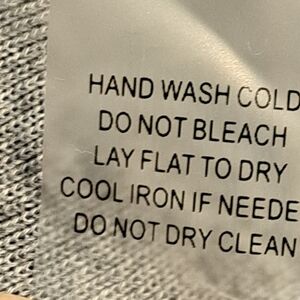 HAND WASH COLD
DO NOT BLEACH
LAY FLAT TO DRY
COOL IRON IF NEEDE
DO NOT DRY CLEAN